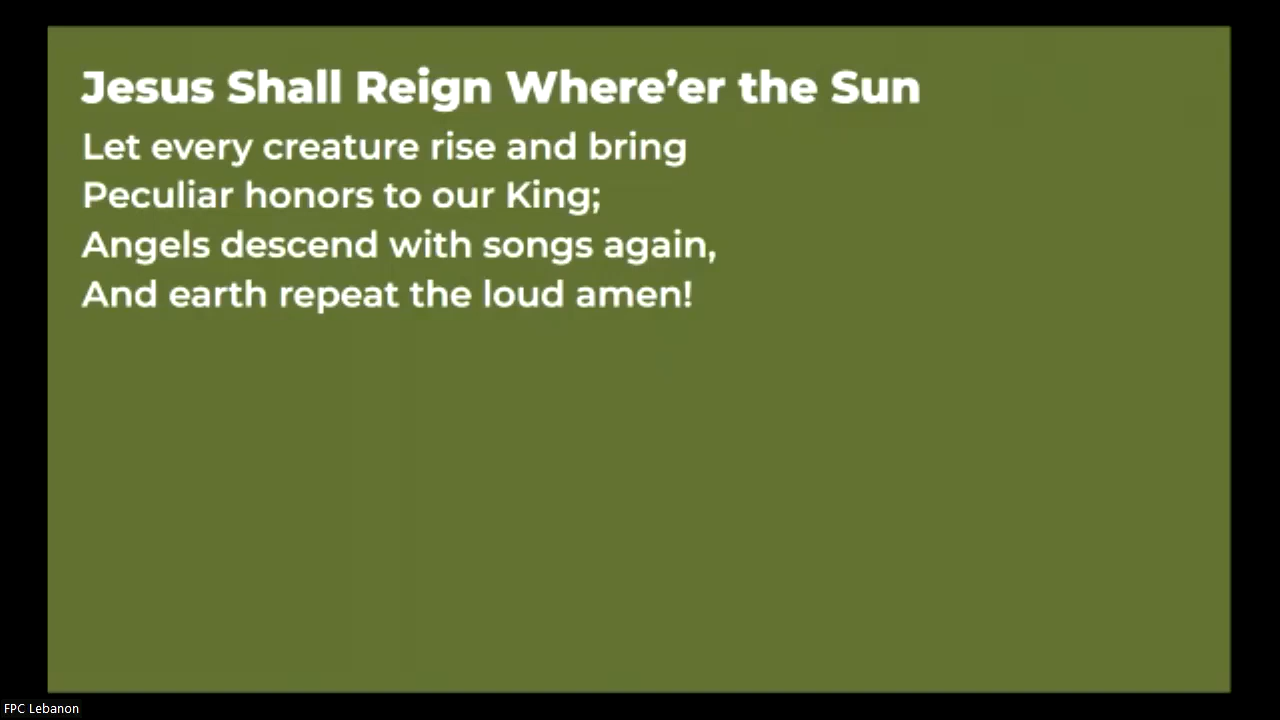 Jesus Shall Reign Where’er the Sun
Let every creature rise and bring
Peculiar honors to our King;
Angels descend with songs again,
And earth repeat the loud amen!
FPC Lebanon